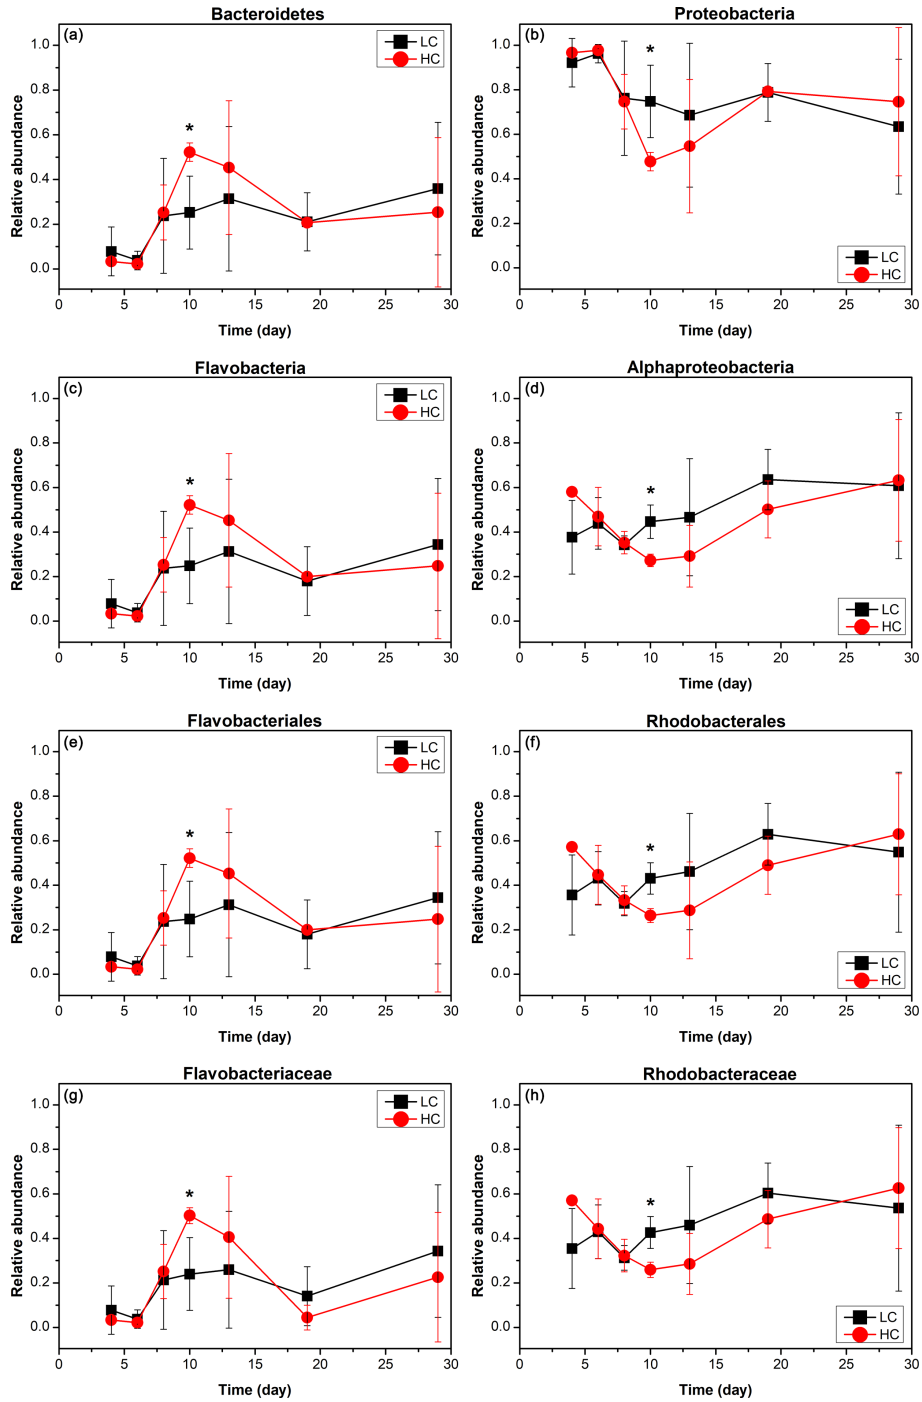 Bacteroidetes
(a)
LC
HC
*
Relative abundance
1.0
0.8
0.6
0.4
0.2
0.0
0 5 10 15 20 25 30
Time (day)
Proteobacteria
(b)
*
LC
HC
Relative abundance
1.0
0.8
0.6
0.4
0.2
0.0
0 5 10 15 20 25 30
Time (day)
Flavobacteria
(c)
LC
HC
*
Relative abundance
1.0
0.8
0.6
0.4
0.2
0.0
0 5 10 15 20 25 30
Time (day)
Alphaproteobacteria
(d)
*
LC
HC
Relative abundance
1.0
0.8
0.6
0.4
0.2
0.0
0 5 10 15 20 25 30
Time (day)
Flavobacteriales
(e)
LC
HC
*
Relative abundance
1.0
0.8
0.6
0.4
0.2
0.0
0 5 10 15 20 25 30
Time (day)
Rhodobacterales
(f)
*
LC
HC
Relative abundance
1.0
0.8
0.6
0.4
0.2
0.0
0 5 10 15 20 25 30
Time (day)
Flavobacteriaceae
(g)
LC
HC
*
Relative abundance
1.0
0.8
0.6
0.4
0.2
0.0
0 5 10 15 20 25 30
Time (day)
Rhodobacteraceae
(h)
*
LC
HC
Relative abundance
1.0
0.8
0.6
0.4
0.2
0.0
0 5 10 15 20 25 30
Time (day)